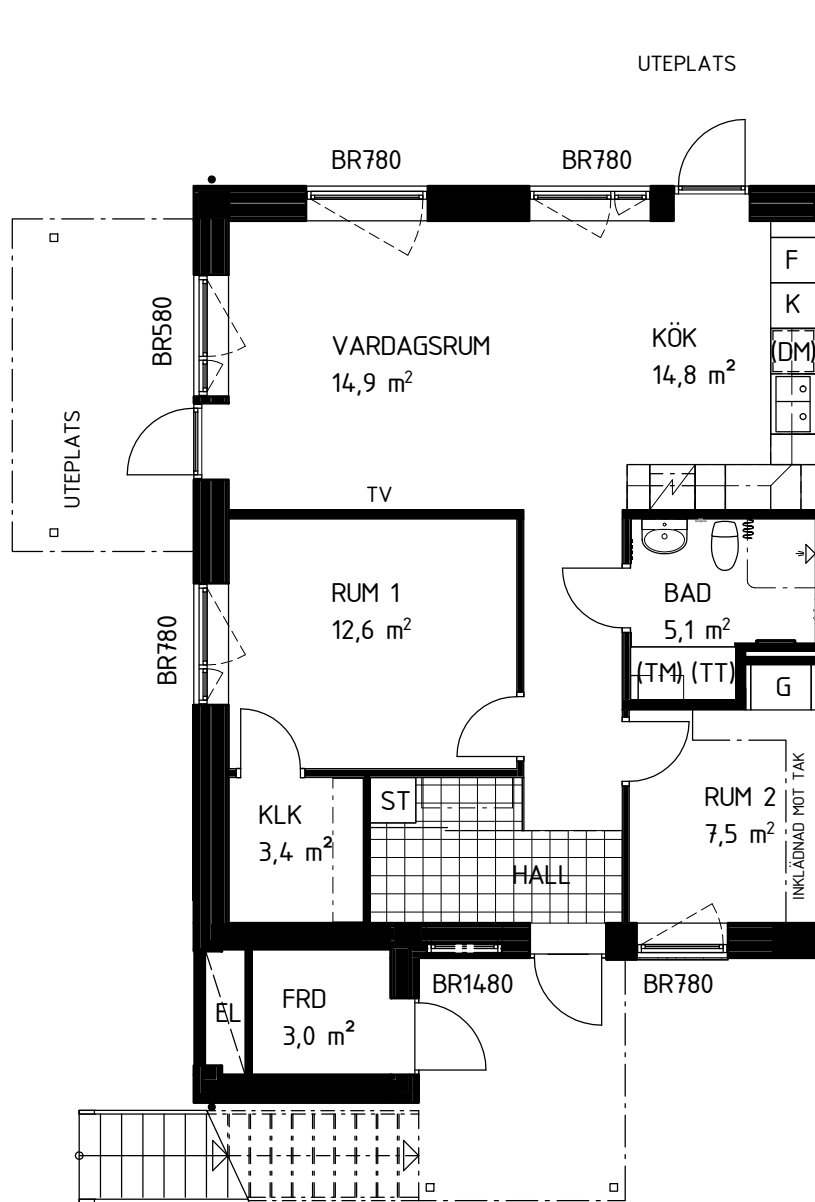 UTEPLATS
BR780
BR780
F
K
BR580
VARDAGSRUM
14,9 m²
KÖK
14,8 m²
(DM)
UTEPLATS
TV
RUM 1
12,6 m²
BAD
5,1 m²
BR780
(TM) (TT)
G
ST
KLK
3,4 m²
RUM 2
7,5 m²
INKLÄDNAD MOT TAK
HALL
BR1480
BR780
FRD
3,0 m²
EL